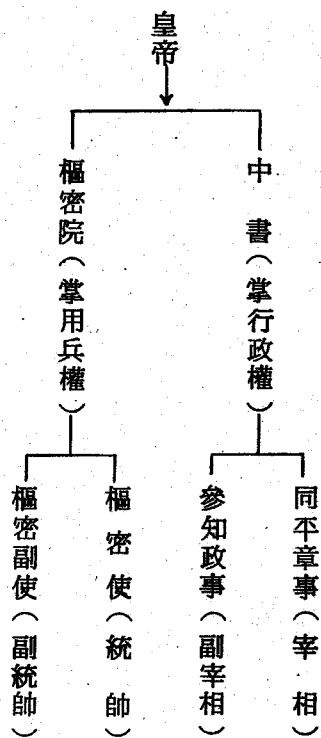 皇帝
中書（掌行政權）
樞密院（掌用兵權）
同平章事（宰相）
參知政事（副宰相）
樞密使（統帥）
樞密副使（副統帥）